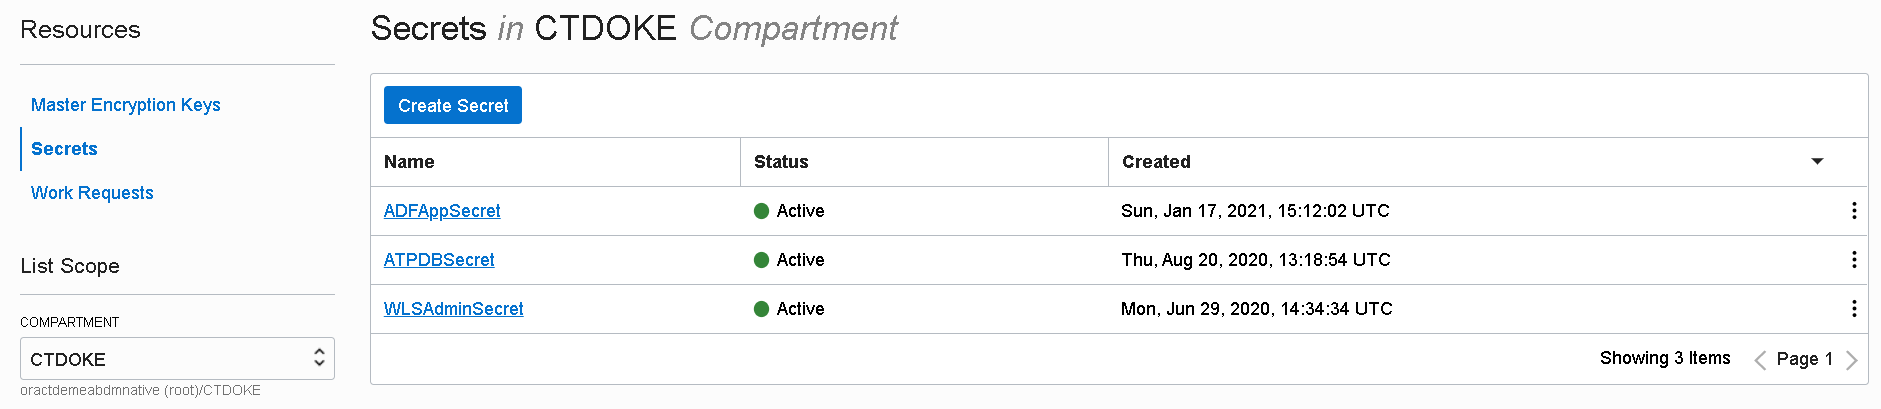 Resources
Master Encryption Keys
Secrets
Work Requests
List Scope
COMPARTMENT
CTDOKE
oractdemeabdmnative (root)/CTDOKE
Secrets in CTDOKE Compartment
Create Secret
Name Status Created
ADFAppSecret Active Sun, Jan 17, 2021, 15:12:02 UTC
ATPDBSecret Active Thu, Aug 20, 2020, 13:18:54 UTC
WLSAdminSecret Active Mon, Jun 29, 2020, 14:34:34 UTC
Showing 3 Items Page 1